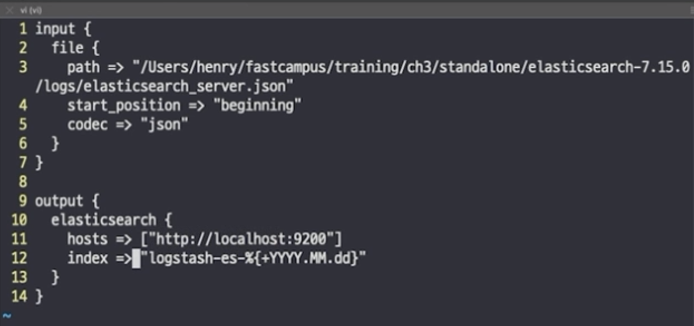 vi (vi)
1 input {
2   file {
3     path => "/Users/henry/fastcampus/training/ch3/standalone/elasticsearch-7.15.0
/logs/elasticsearch_server.json"
4     start_position => "beginning"
5     codec => "json"
6   }
7 }
8
9 output {
10   elasticsearch {
11     hosts => ["http://localhost:9200"]
12     index => "logstash-es-%{+YYYY.MM.dd}"
13   }
14 }
~